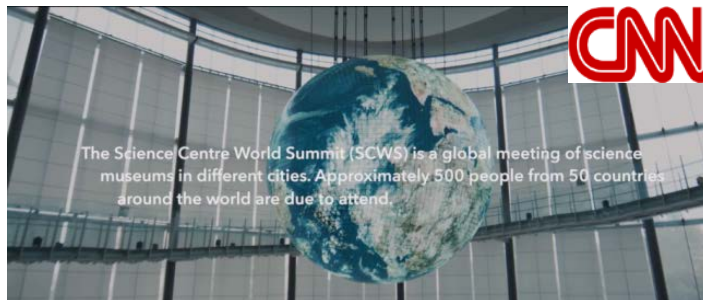 CNN
The Science Centre World Summit (SCWS) is a global meeting of science
museums in different cities. Approximately 500 people from 50 countries
around the world are due to attend.